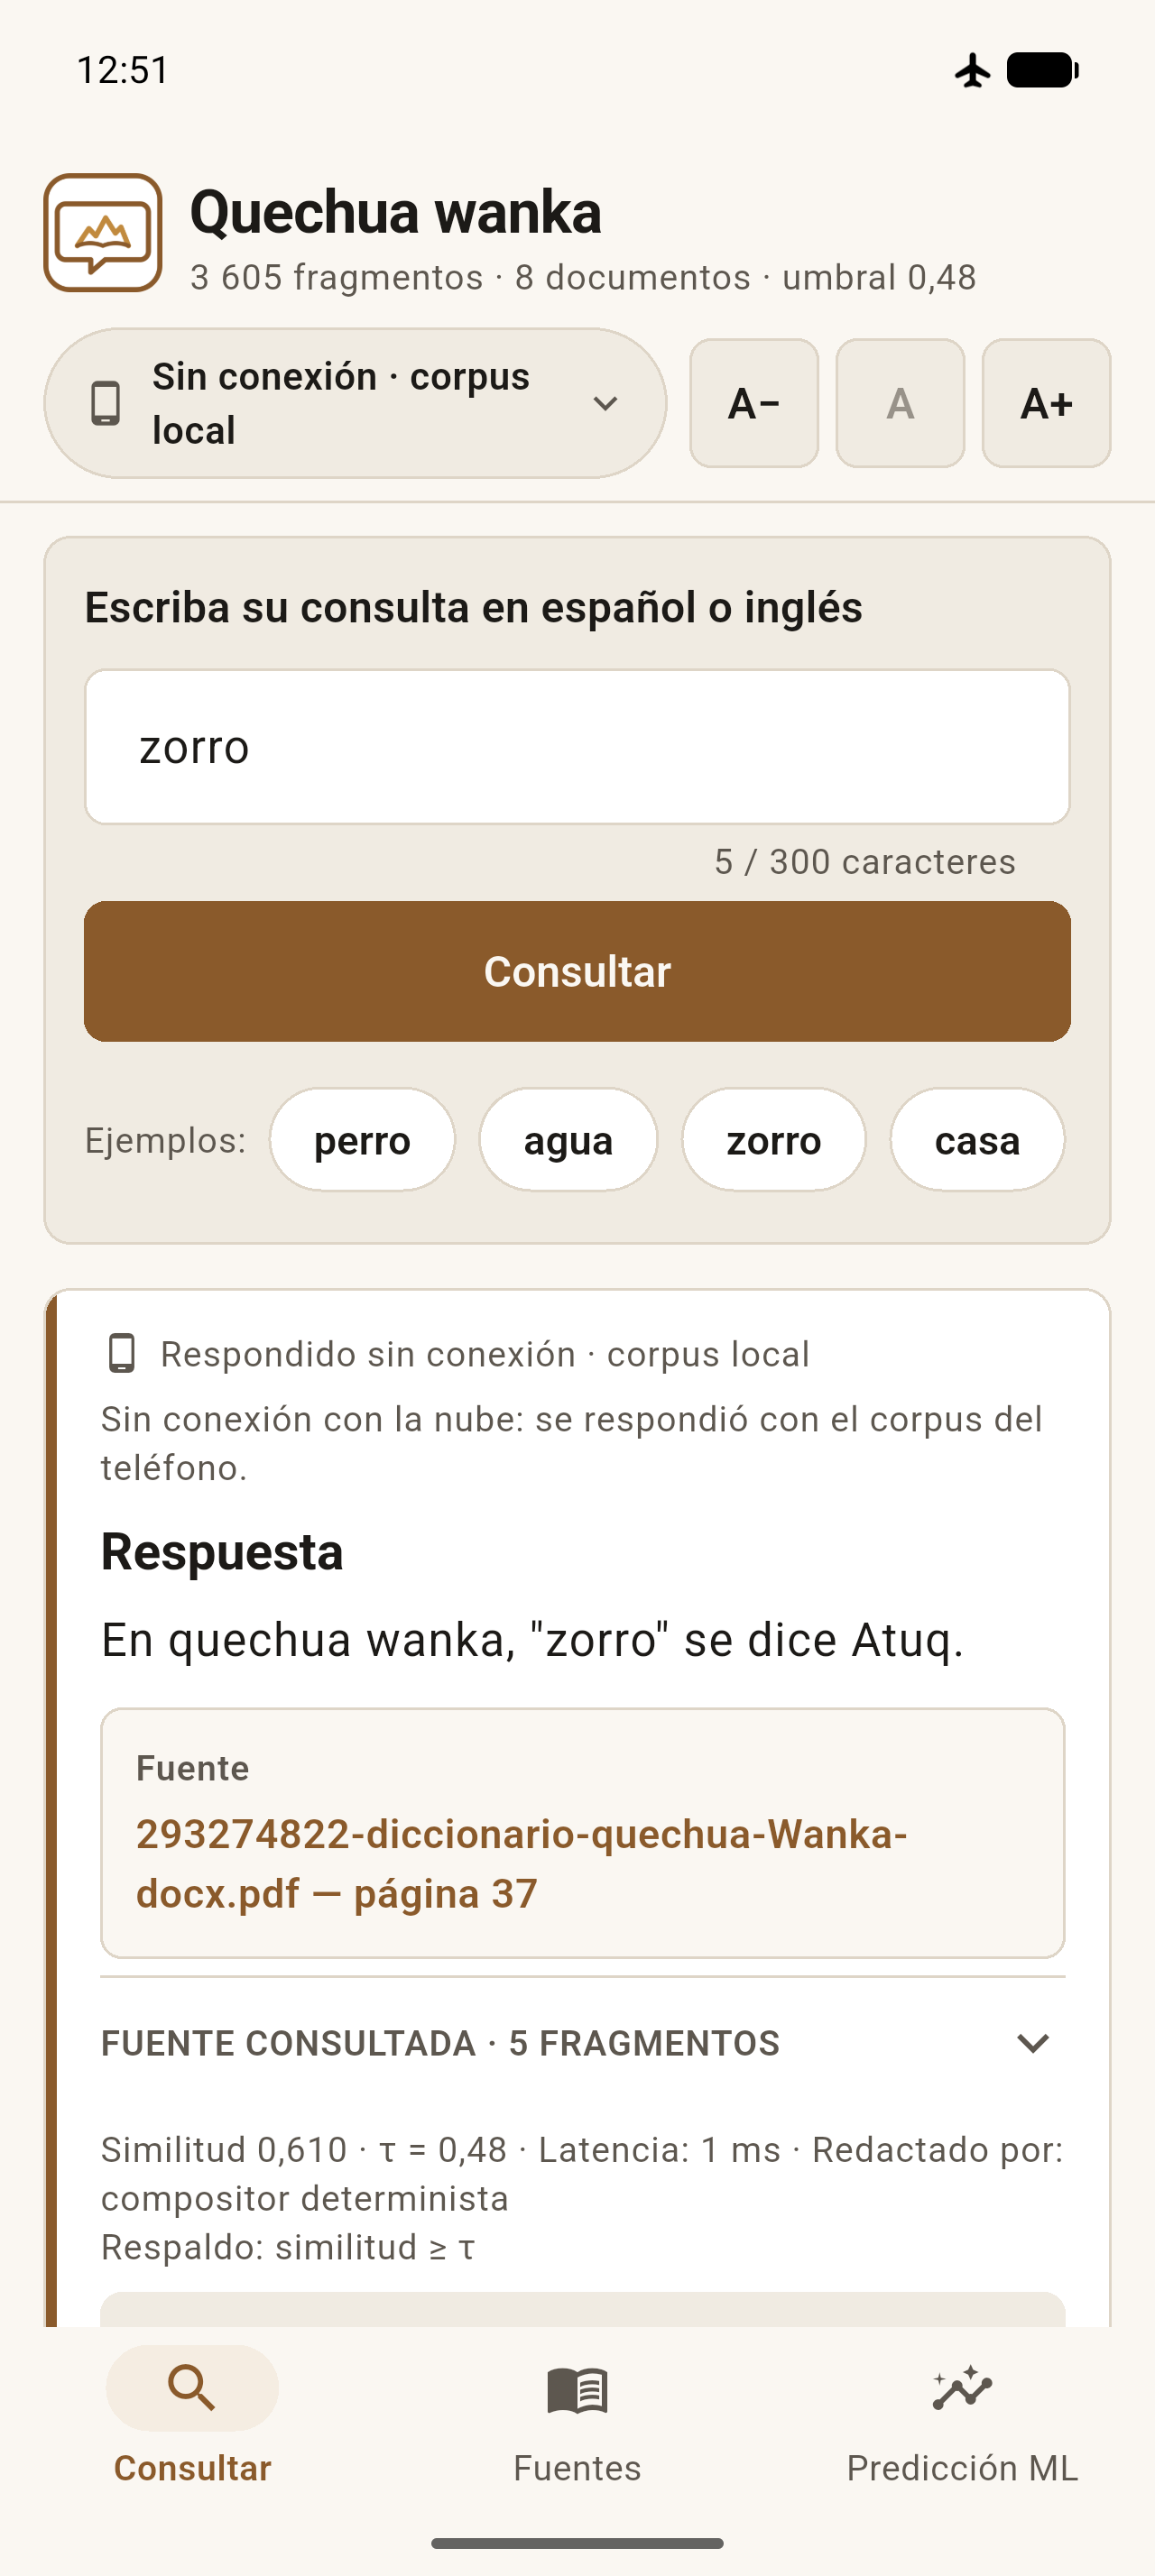 12:51
Quechua wanka
3 605 fragmentos · 8 documentos · umbral 0,48
Sin conexión · corpus
local
A−
A
A+
Escriba su consulta en español o inglés
zorro
5 / 300 caracteres
Consultar
Ejemplos:
perro
agua
zorro
casa
Respondido sin conexión · corpus local
Sin conexión con la nube: se respondió con el corpus del
teléfono.
Respuesta
En quechua wanka, "zorro" se dice Atuq.
Fuente
293274822-diccionario-quechua-Wanka-
docx.pdf — página 37
FUENTE CONSULTADA · 5 FRAGMENTOS
Similitud 0,610 · τ = 0,48 · Latencia: 1 ms · Redactado por:
compositor determinista
Respaldo: similitud ≥ τ
Consultar
Fuentes
Predicción ML